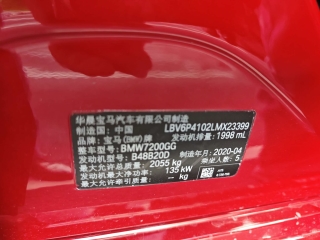 华晨宝马汽车有限公司制造
制造国：中国 LBV6P4102LMX23399
品牌：宝马(BMW)牌 发动机排量：1998 mL
整车型号：BMW7200GG
发动机型号：B48B20D 制造年月：2020-04
最大允许总质量：2055 kg 乘坐人数：5
发动机最大净功率：135 kW
最大允许牵引质量：-- kg